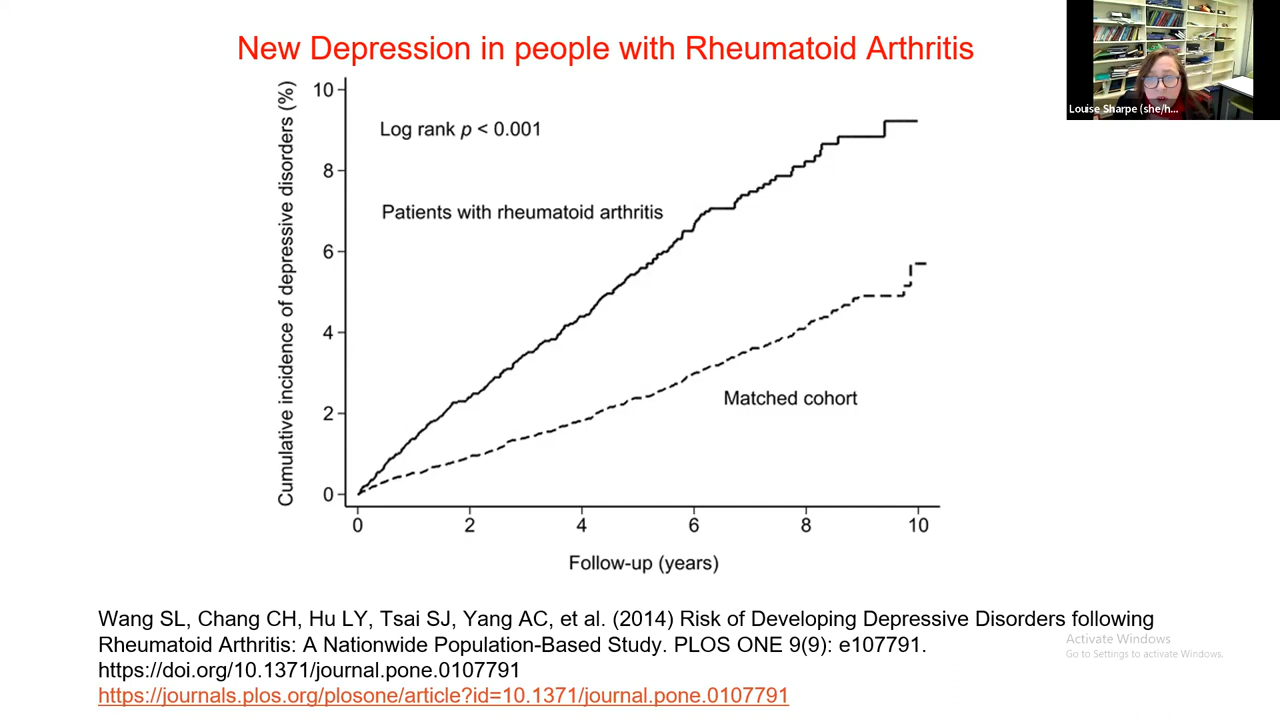 New Depression in people with Rheumatoid Arthritis
Louise Sharpe (she/h...
Cumulative incidence of depressive disorders (%)
10
8
6
4
2
0
Log rank p < 0.001
Patients with rheumatoid arthritis
Matched cohort
0 2 4 6 8 10
Follow-up (years)
Wang SL, Chang CH, Hu LY, Tsai SJ, Yang AC, et al. (2014) Risk of Developing Depressive Disorders following
Rheumatoid Arthritis: A Nationwide Population-Based Study. PLOS ONE 9(9): e107791.
https://doi.org/10.1371/journal.pone.0107791
https://journals.plos.org/plosone/article?id=10.1371/journal.pone.0107791
Activate Windows
Go to Settings to activate Windows.